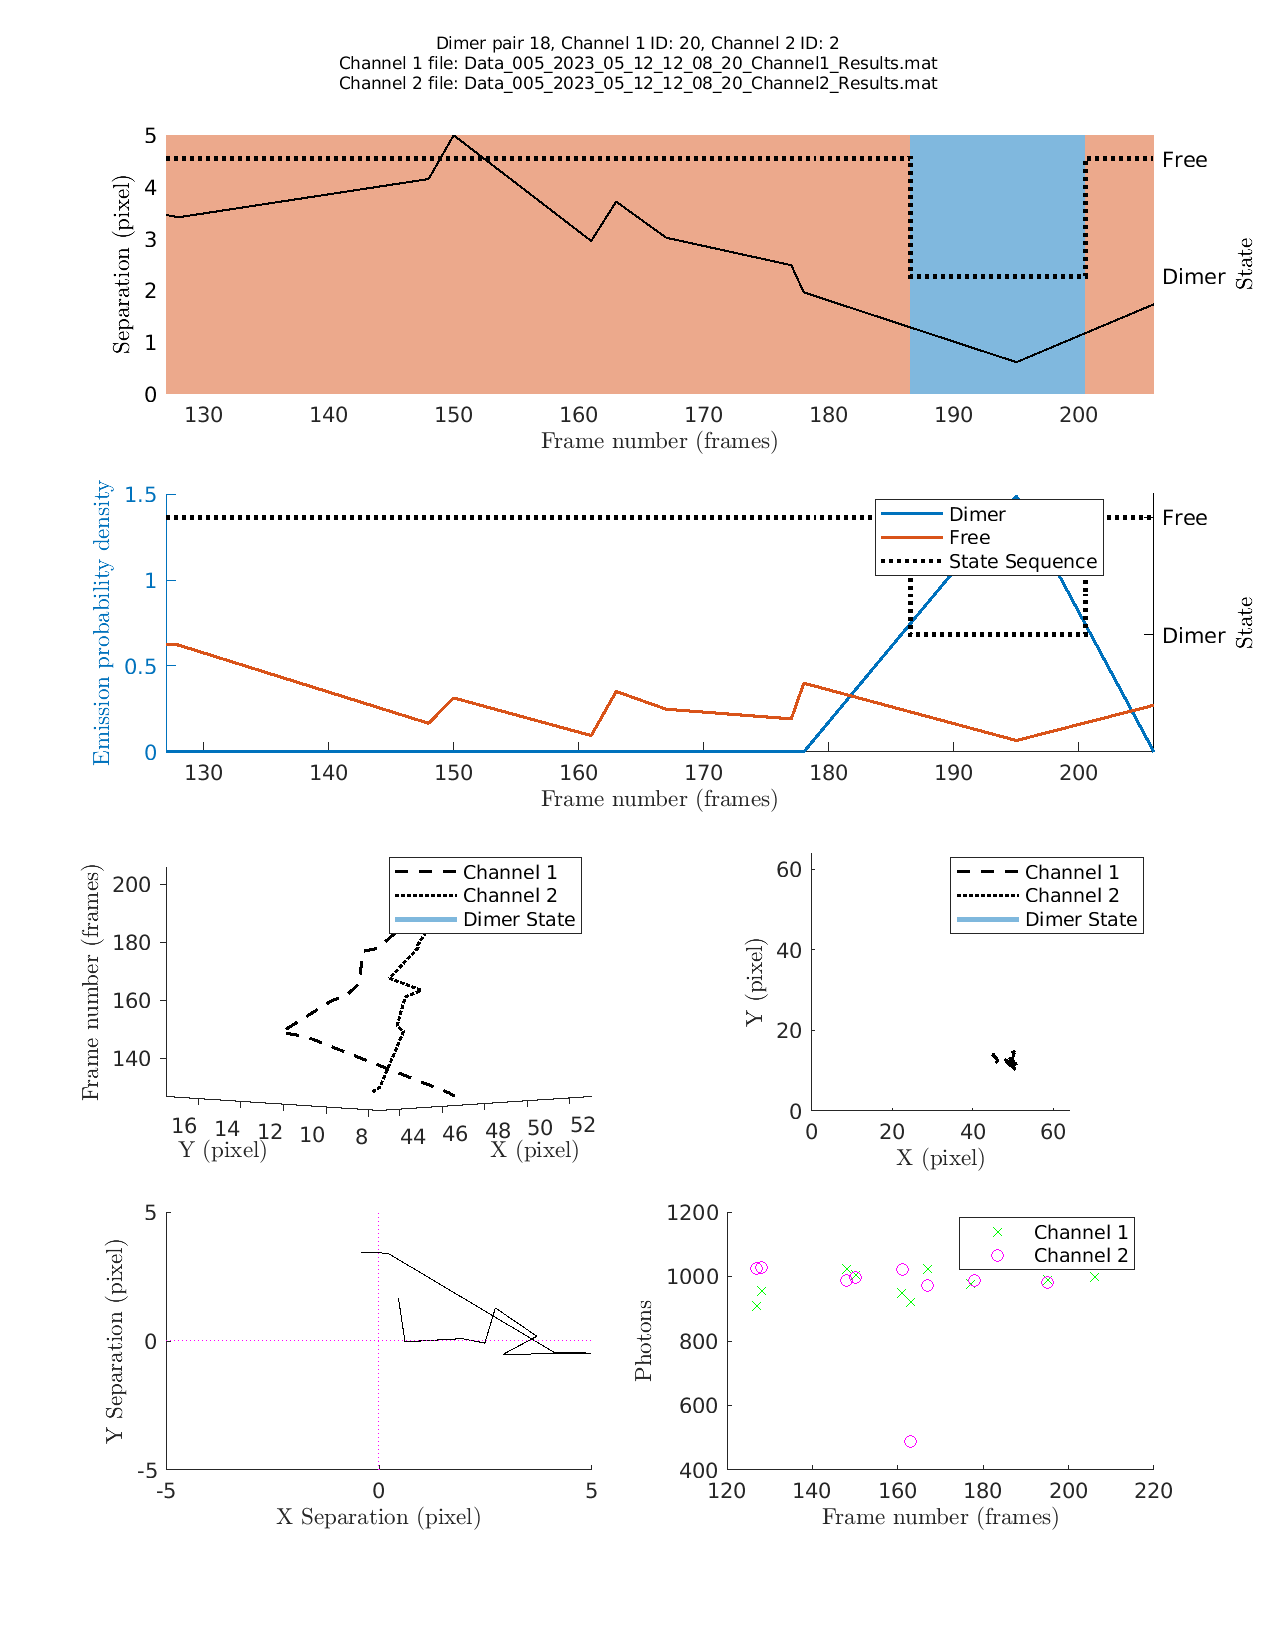 Dimer pair 18, Channel 1 ID: 20, Channel 2 ID: 2
Channel 1 file: Data_005_2023_05_12_12_08_20_Channel1_Results.mat
Channel 2 file: Data_005_2023_05_12_12_08_20_Channel2_Results.mat
5
4
3
2
1
0
Separation (pixel)
Free
Dimer
State
130 140 150 160 170 180 190 200
Frame number (frames)
1.5
1
0.5
0
Emission probability density
Dimer
Free
State Sequence
Free
Dimer
State
130 140 150 160 170 180 190 200
Frame number (frames)
200
180
160
140
Frame number (frames)
Channel 1
Channel 2
Dimer State
16 14 12 10 8 44 46 48 50 52
Y (pixel)
X (pixel)
60
40
20
0
Y (pixel)
Channel 1
Channel 2
Dimer State
0 20 40 60
X (pixel)
5
0
-5
Y Separation (pixel)
-5 0 5
X Separation (pixel)
1200
1000
800
600
400
Photons
Channel 1
Channel 2
120 140 160 180 200 220
Frame number (frames)